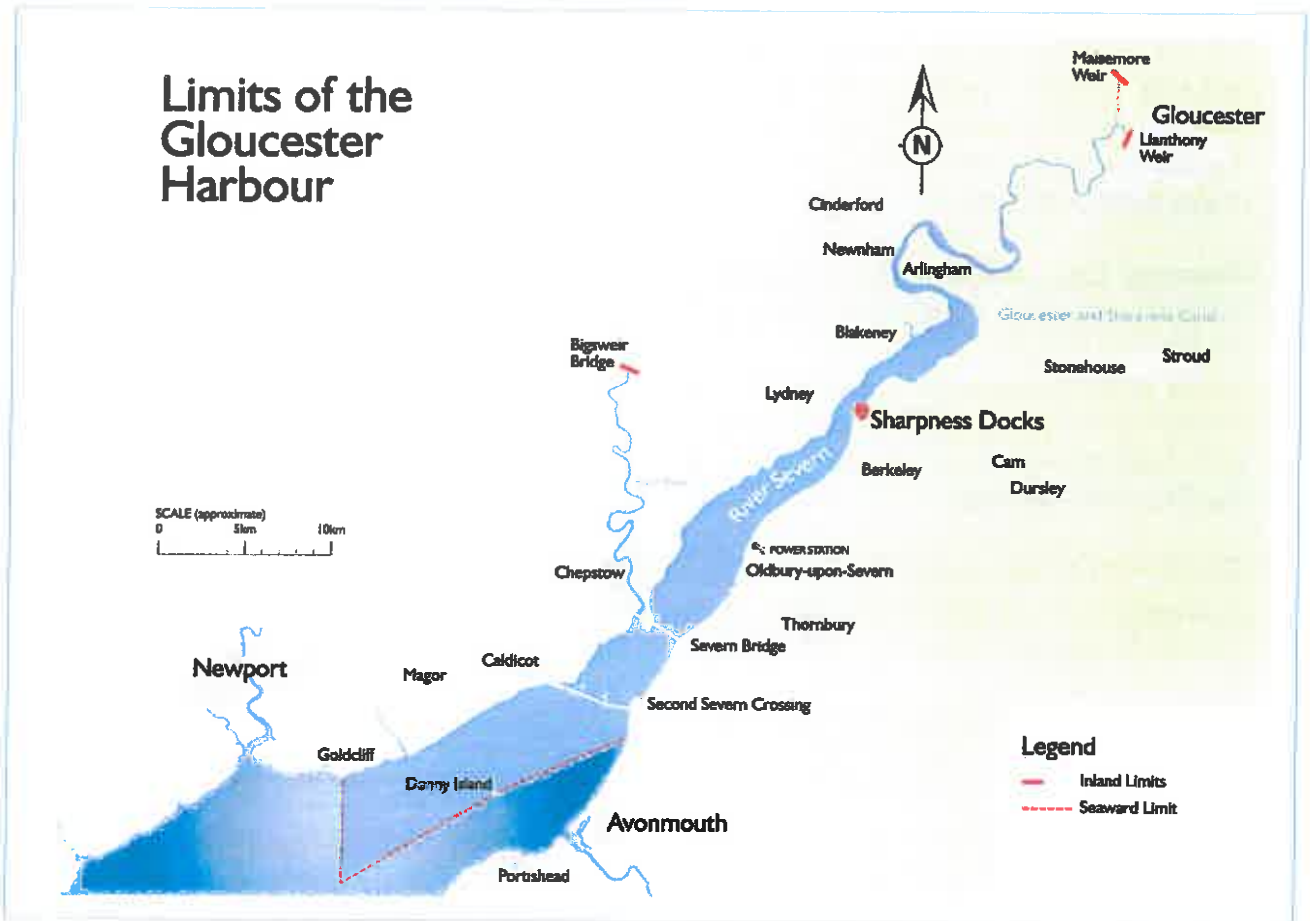 Limits of the
Gloucester
Harbour
Maisemore
Weir
Gloucester
Llanthony
Weir
N
Cinderford
Newnham
Arlingham
Gloucester and
Blakeney
Stonehouse
Stroud
Bigsweir
Bridge
Lydney
Sharpness Docks
Berkeley
Cam
Dursley
River Severn
SCALE (approximate)
0 5km 10km
POWER STATION
Oldbury-upon-Severn
Chepstow
Thornbury
Severn Bridge
Newport
Magor
Caldicot
Second Severn Crossing
Goldcliff
Denny Island
Avonmouth
Portishead
Legend
Inland Limits
Seaward Limit